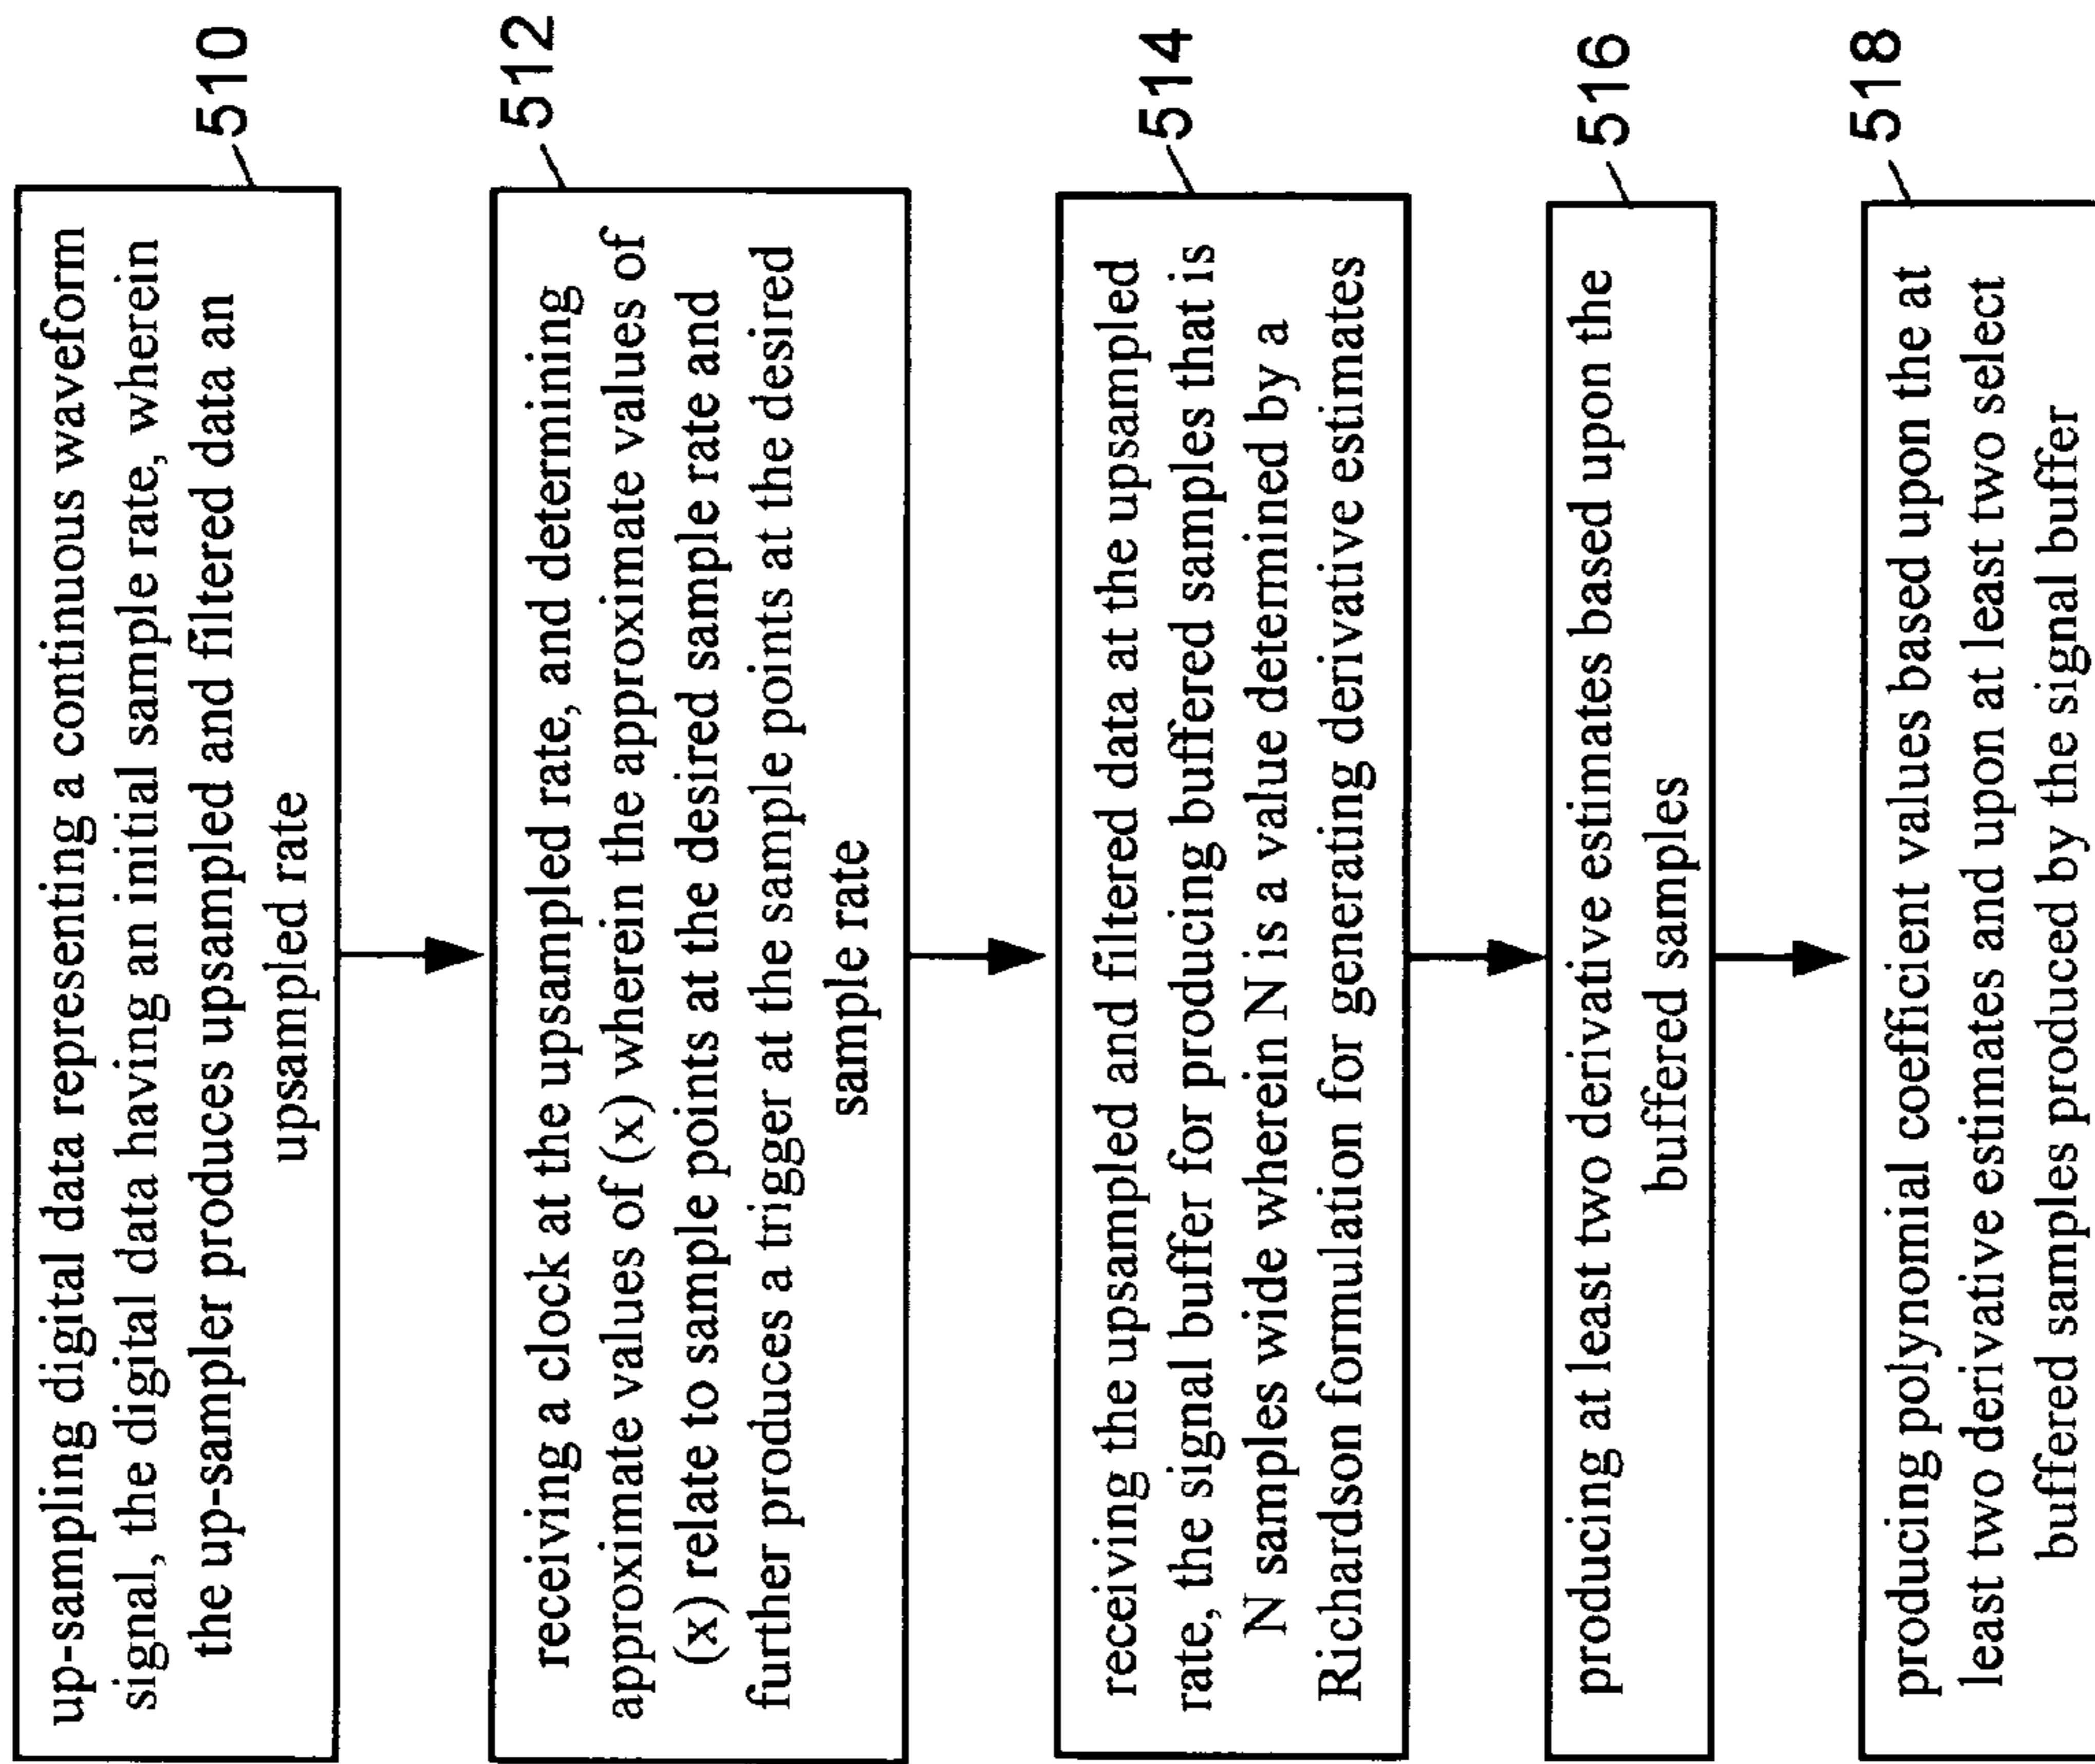 up-sampling digital data representing a continuous waveform
signal, the digital data having an initial sample rate, wherein
the up-sampler produces upsampled and filtered data an
upsampled rate
510
receiving a clock at the upsampled rate, and determining
approximate values of (x) wherein the approximate values of
(x) relate to sample points at the desired sample rate and
further produces a trigger at the sample points at the desired
sample rate
512
receiving the upsampled and filtered data at the upsampled
rate, the signal buffer for producing buffered samples that is
N samples wide wherein N is a value determined by a
Richardson formulation for generating derivative estimates
514
producing at least two derivative estimates based upon the
buffered samples
516
producing polynomial coefficient values based upon the at
least two derivative estimates and upon at least two select
buffered samples produced by the signal buffer
518